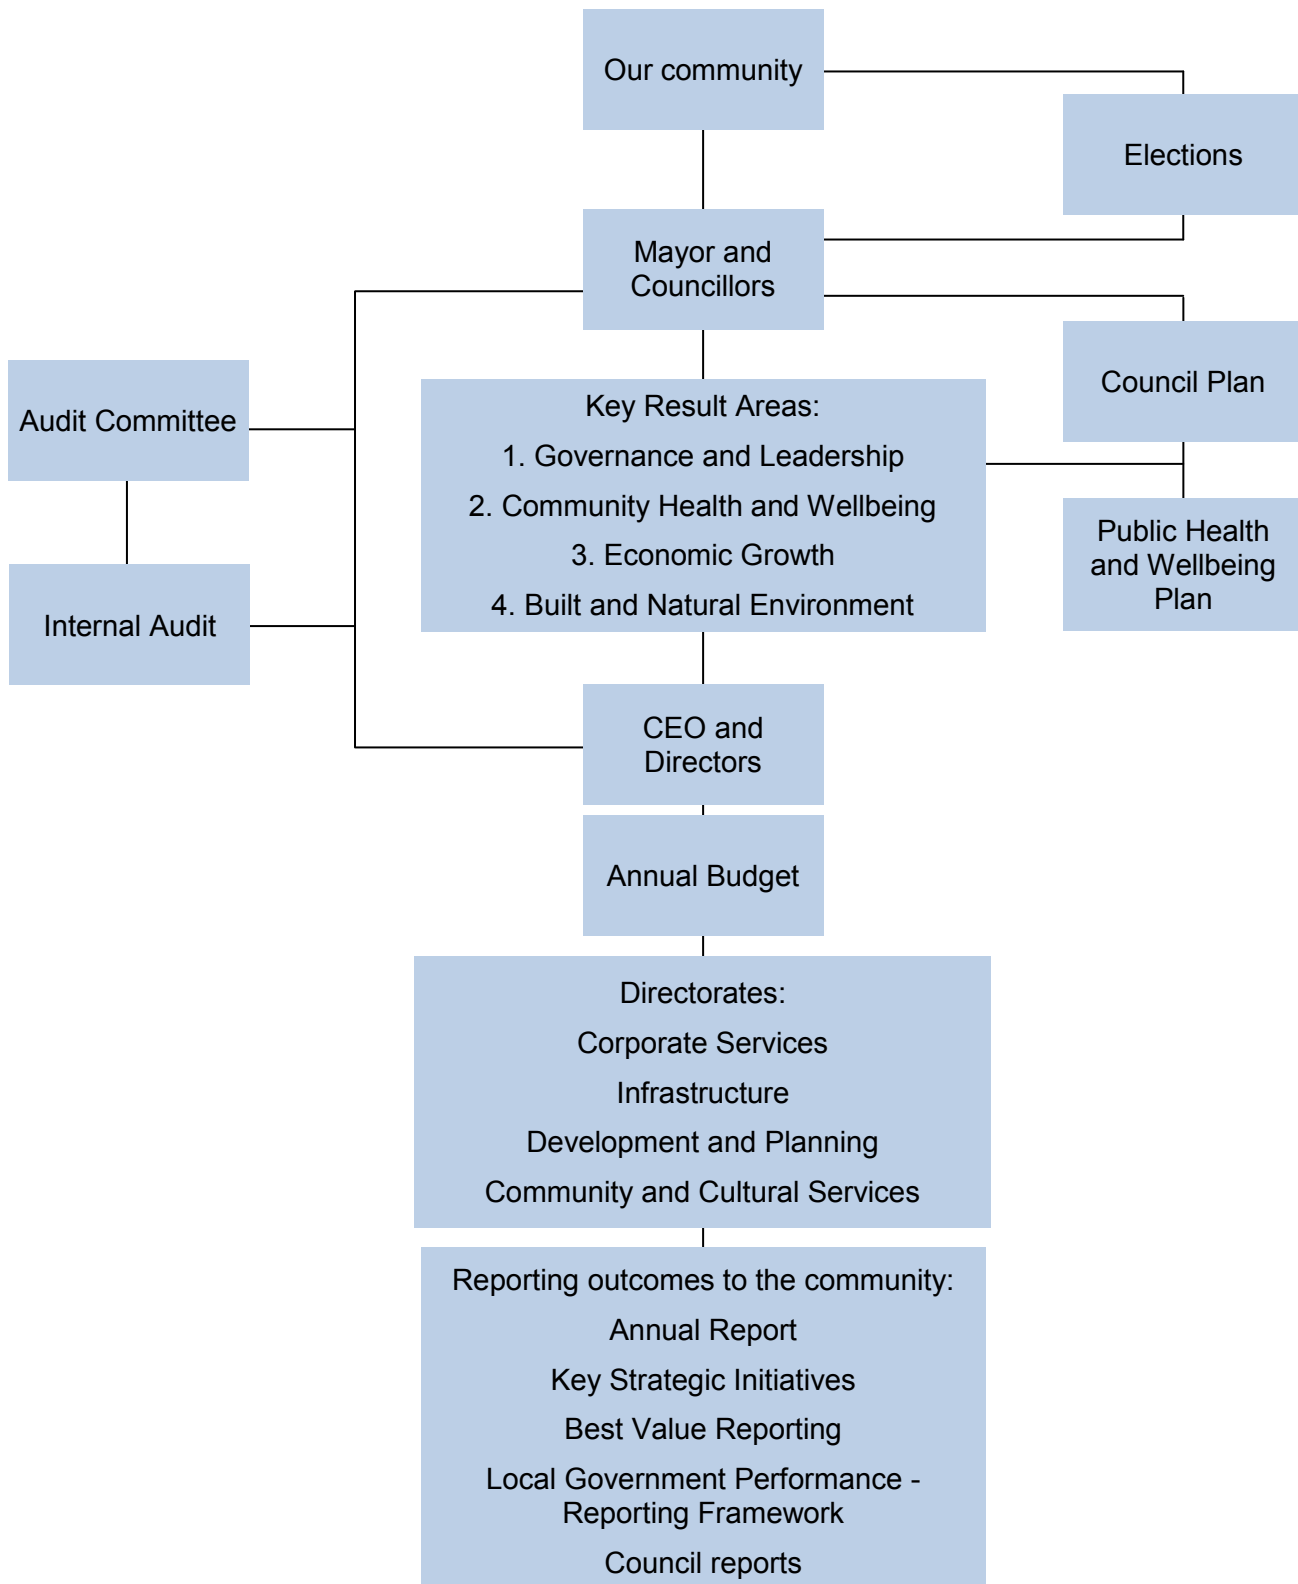 Our community
Elections
Mayor and
Councillors
Council Plan
Audit Committee
Key Result Areas:
1. Governance and Leadership
2. Community Health and Wellbeing
3. Economic Growth
4. Built and Natural Environment
Public Health
and Wellbeing
Plan
Internal Audit
CEO and
Directors
Annual Budget
Directorates:
Corporate Services
Infrastructure
Development and Planning
Community and Cultural Services
Reporting outcomes to the community:
Annual Report
Key Strategic Initiatives
Best Value Reporting
Local Government Performance -
Reporting Framework
Council reports